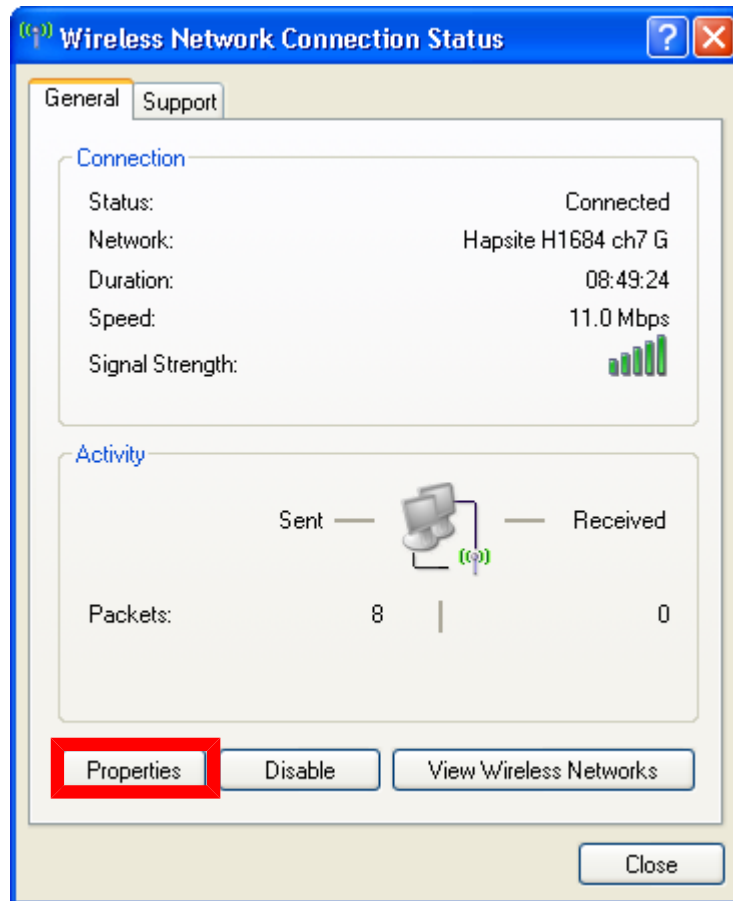 Wireless Network Connection Status
General Support
Connection
Status: Connected
Network: Hapsite H1684 ch7 G
Duration: 08:49:24
Speed: 11.0 Mbps
Signal Strength:
Activity
Sent Received
Packets: 8 0
Properties Disable View Wireless Networks
Close